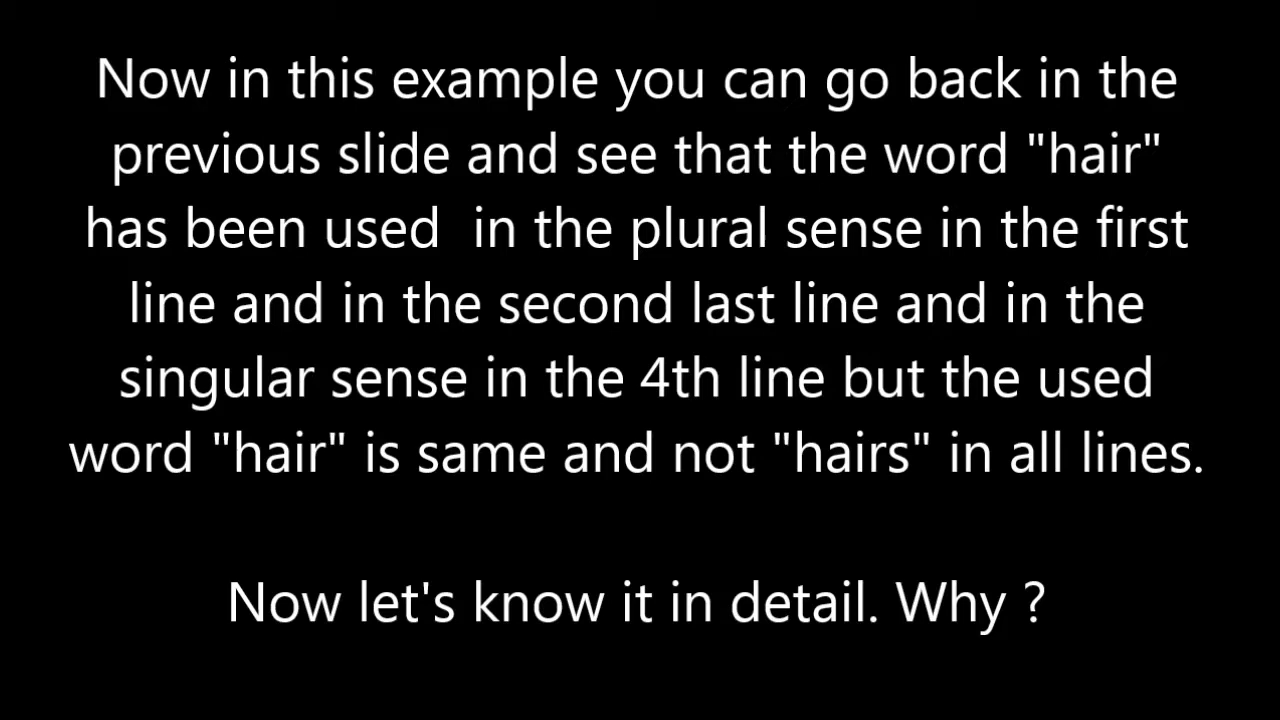 Now in this example you can go back in the
previous slide and see that the word "hair"
has been used  in the plural sense in the first
line and in the second last line and in the
singular sense in the 4th line but the used
word "hair" is same and not "hairs" in all lines.
Now let's know it in detail. Why ?